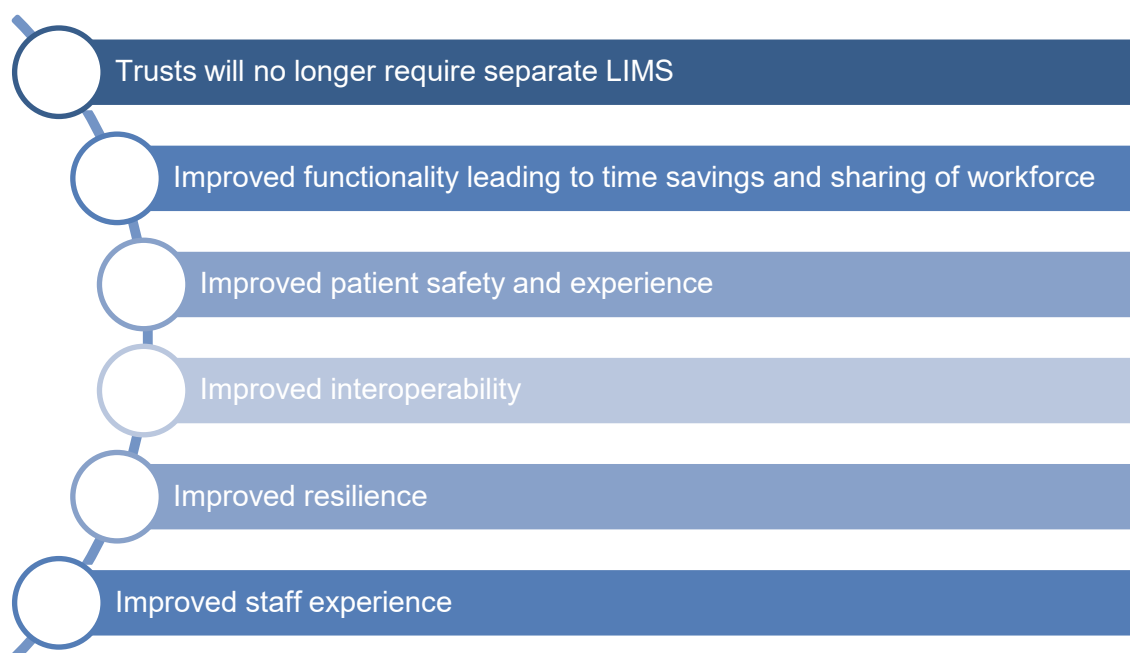 Trusts will no longer require separate LIMS
Improved functionality leading to time savings and sharing of workforce
Improved patient safety and experience
Improved interoperability
Improved resilience
Improved staff experience